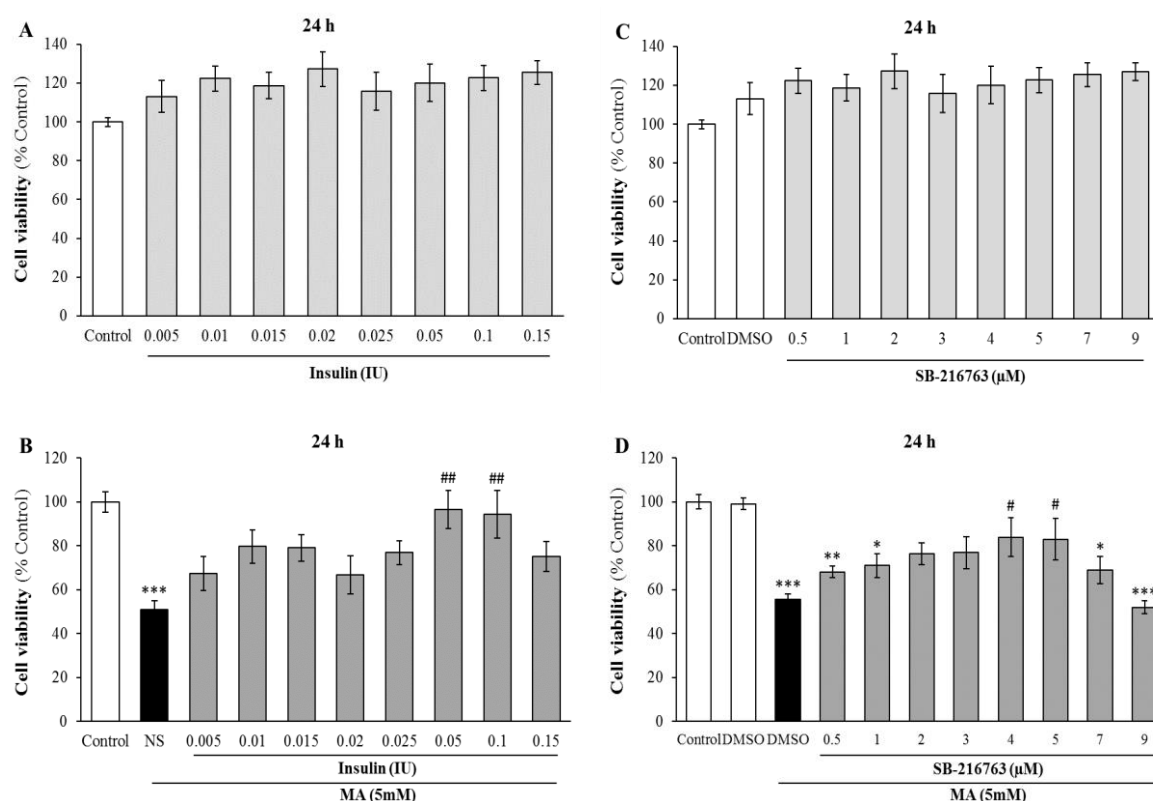 A
24 h
Cell viability (% Control)
140
120
100
80
60
40
20
0
Control 0.005 0.01 0.015 0.02 0.025 0.05 0.1 0.15
Insulin (IU)
C
24 h
Cell viability (% Control)
140
120
100
80
60
40
20
0
Control DMSO 0.5 1 2 3 4 5 7 9
SB-216763 (µM)
B
24 h
Cell viability (% Control)
120
100
80
60
40
20
0
*** ## ##
Control NS 0.005 0.01 0.015 0.02 0.025 0.05 0.1 0.15
Insulin (IU)
MA (5mM)
D
24 h
Cell viability (% Control)
120
100
80
60
40
20
0
*** ** * # # * ***
Control DMSO DMSO 0.5 1 2 3 4 5 7 9
SB-216763 (µM)
MA (5mM)